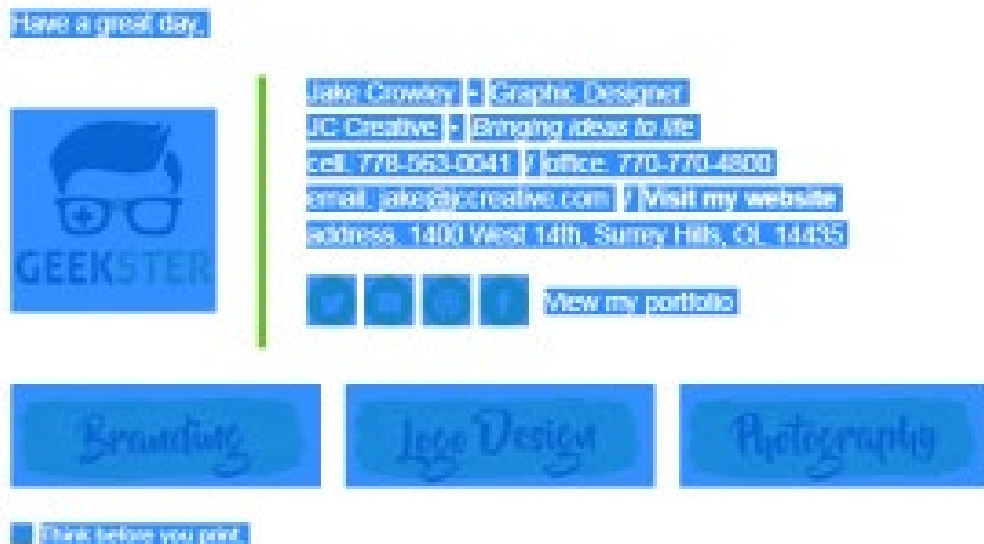 Have a great day,
Jake Crowley • Graphic Designer
JC Creative • Bringing ideas to life
cell. 778-563-0041 / office. 770-770-4800
email. jake@jccreative.com / Visit my website
address. 1400 West 14th, Surrey Hills, OL 14435
GEEKSTER
View my portfolio
Branding
Logo Design
Photography
Think before you print.